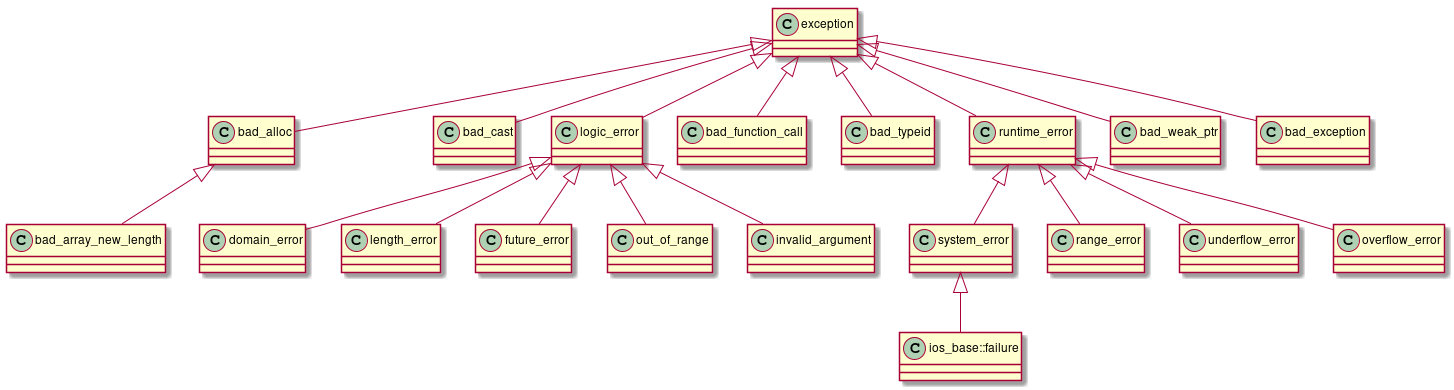 C exception
C bad_alloc
C bad_cast
C logic_error
C bad_function_call
C bad_typeid
C runtime_error
C bad_weak_ptr
C bad_exception
C bad_array_new_length
C domain_error
C length_error
C future_error
C out_of_range
C invalid_argument
C system_error
C range_error
C underflow_error
C overflow_error
C ios_base::failure